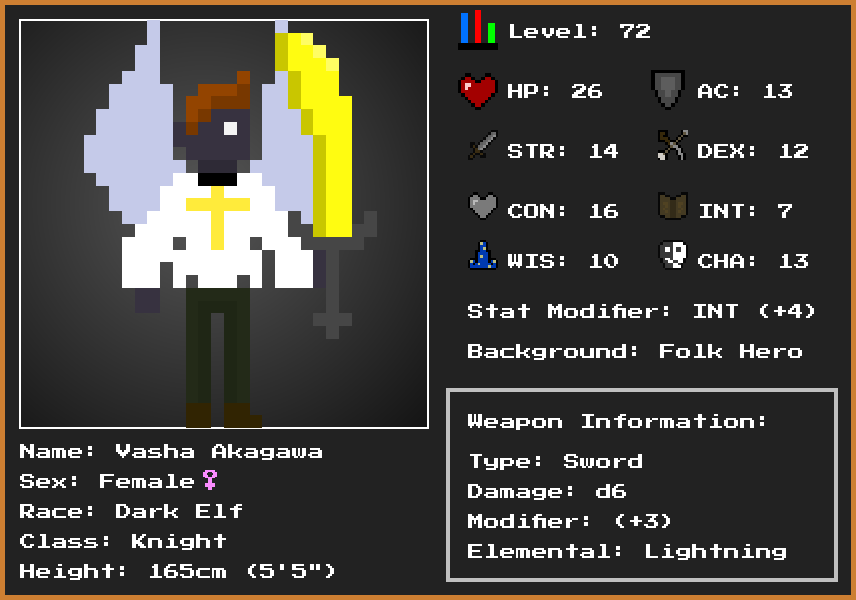 Level: 72
HP: 26
AC: 13
STR: 14
DEX: 12
CON: 16
INT: 7
WIS: 10
CHA: 13
Stat Modifier: INT (+4)
Background: Folk Hero
Weapon Information:
Type: Sword
Damage: d6
Modifier: (+3)
Elemental: Lightning
Name: Vasha Akagawa
Sex: Female♀
Race: Dark Elf
Class: Knight
Height: 165cm (5'5")